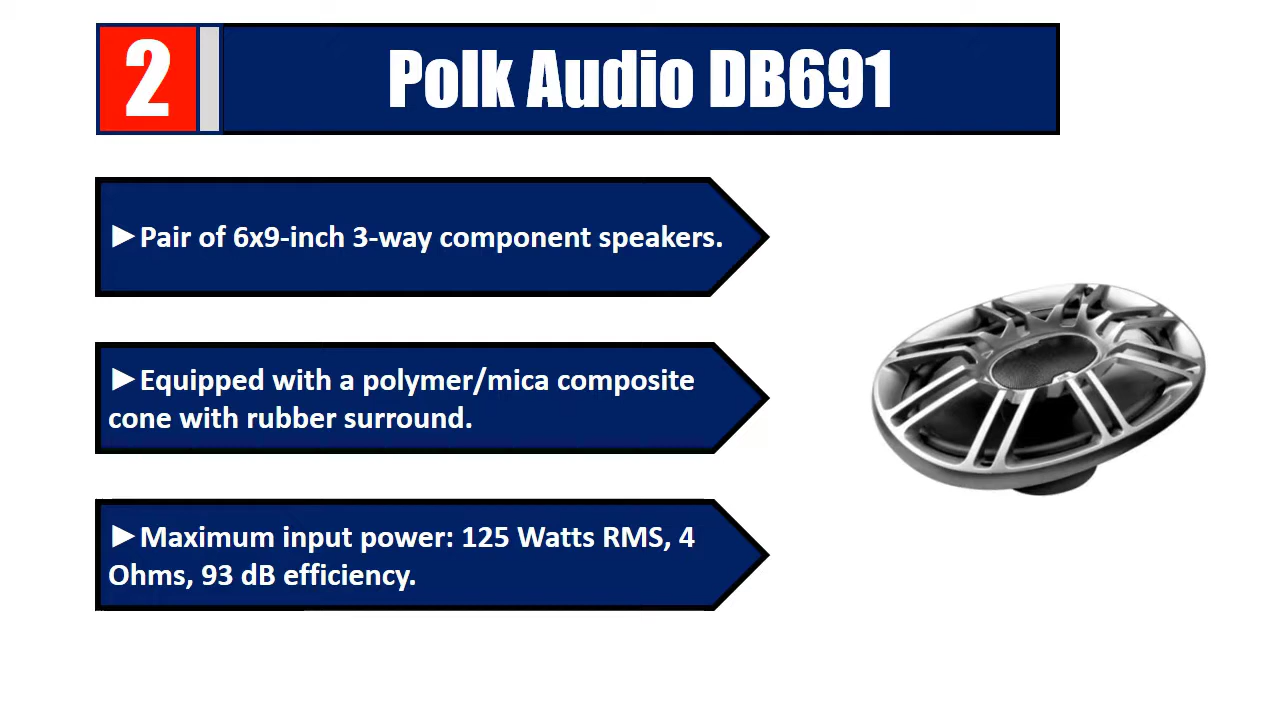 2
Polk Audio DB691
►Pair of 6x9-inch 3-way component speakers.
►Equipped with a polymer/mica composite
cone with rubber surround.
►Maximum input power: 125 Watts RMS, 4
Ohms, 93 dB efficiency.